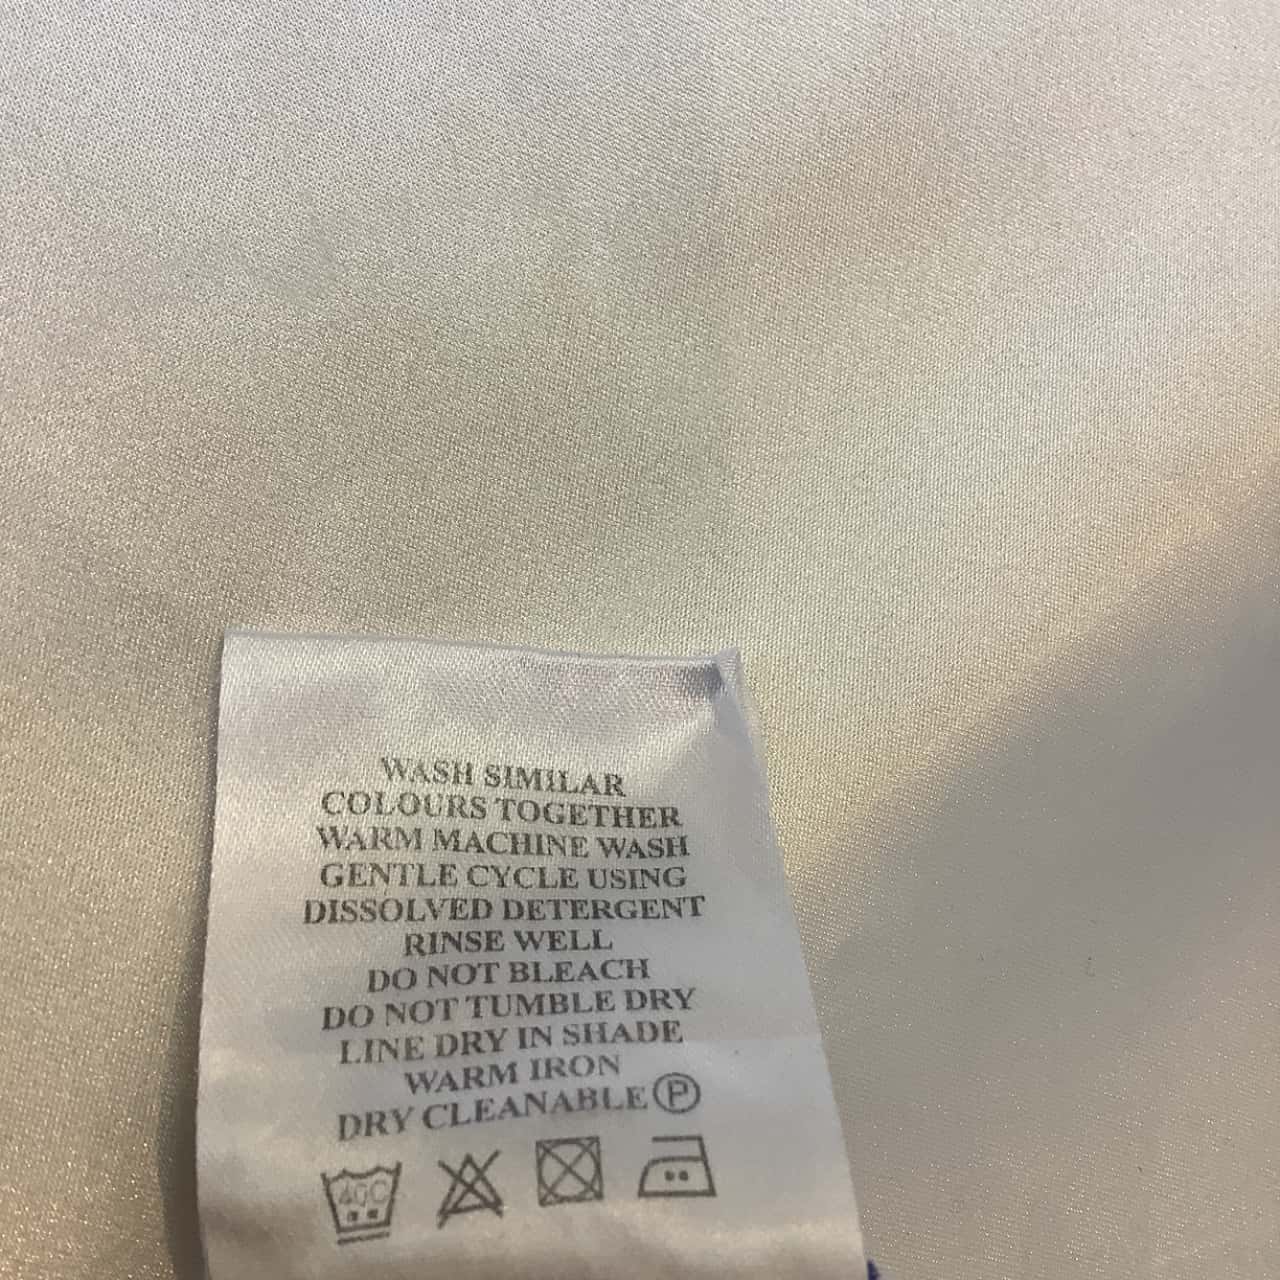 WASH SIMILAR
COLOURS TOGETHER
WARM MACHINE WASH
GENTLE CYCLE USING
DISSOLVED DETERGENT
RINSE WELL
DO NOT BLEACH
DO NOT TUMBLE DRY
LINE DRY IN SHADE
WARM IRON
DRY CLEANABLE Ⓟ
40C